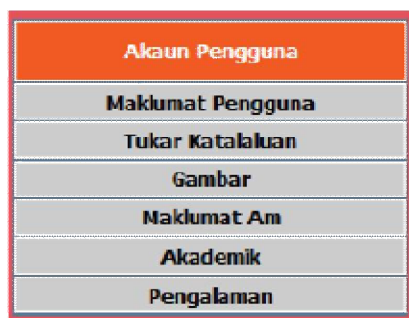 Akaun Pengguna
Maklumat Pengguna
Tukar Katalaluan
Gambar
Maklumat Am
Akademik
Pengalaman